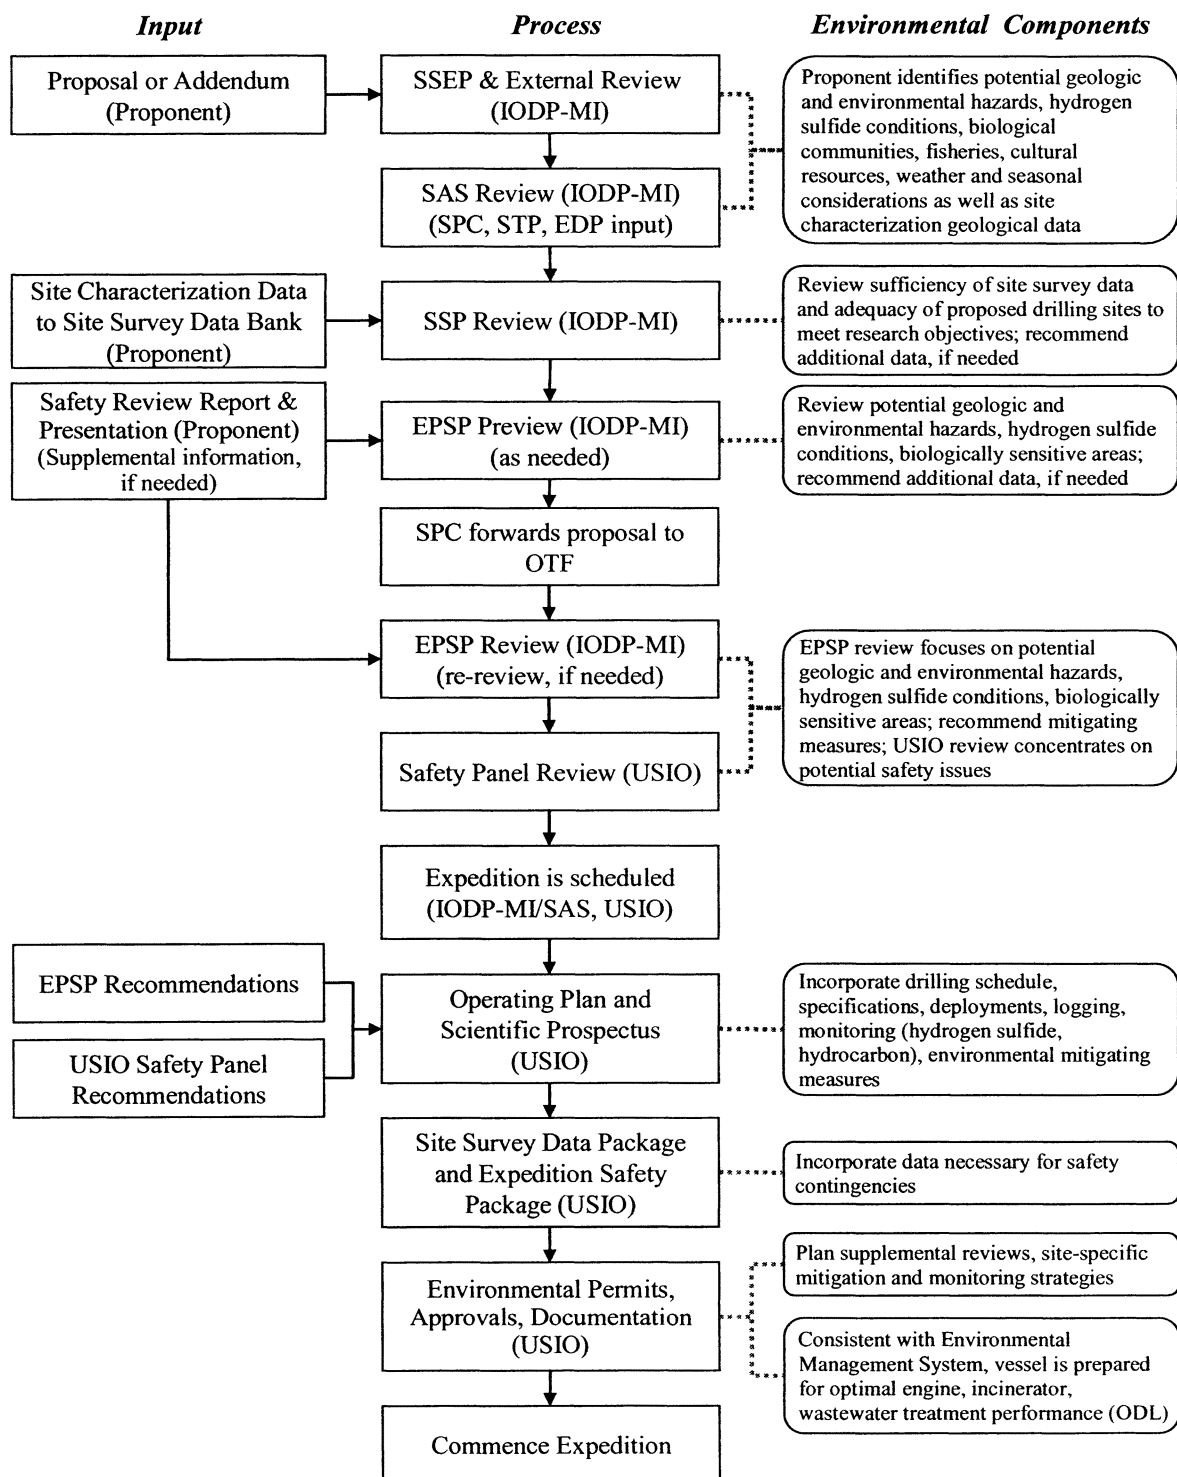 Input
Process
Environmental Components
Proposal or Addendum
(Proponent)
SSEP & External Review
(IODP-MI)
Proponent identifies potential geologic
and environmental hazards, hydrogen
sulfide conditions, biological
communities, fisheries, cultural
resources, weather and seasonal
considerations as well as site
characterization geological data
SAS Review (IODP-MI)
(SPC, STP, EDP input)
Site Characterization Data
to Site Survey Data Bank
(Proponent)
SSP Review (IODP-MI)
Review sufficiency of site survey data
and adequacy of proposed drilling sites to
meet research objectives; recommend
additional data, if needed
Safety Review Report &
Presentation (Proponent)
(Supplemental information,
if needed)
EPSP Preview (IODP-MI)
(as needed)
Review potential geologic and
environmental hazards, hydrogen sulfide
conditions, biologically sensitive areas;
recommend additional data, if needed
SPC forwards proposal to
OTF
EPSP Review (IODP-MI)
(re-review, if needed)
EPSP review focuses on potential
geologic and environmental hazards,
hydrogen sulfide conditions, biologically
sensitive areas; recommend mitigating
measures; USIO review concentrates on
potential safety issues
Safety Panel Review (USIO)
Expedition is scheduled
(IODP-MI/SAS, USIO)
EPSP Recommendations
USIO Safety Panel
Recommendations
Operating Plan and
Scientific Prospectus
(USIO)
Incorporate drilling schedule,
specifications, deployments, logging,
monitoring (hydrogen sulfide,
hydrocarbon), environmental mitigating
measures
Site Survey Data Package
and Expedition Safety
Package (USIO)
Incorporate data necessary for safety
contingencies
Environmental Permits,
Approvals, Documentation
(USIO)
Plan supplemental reviews, site-specific
mitigation and monitoring strategies
Consistent with Environmental
Management System, vessel is prepared
for optimal engine, incinerator,
wastewater treatment performance (ODL)
Commence Expedition